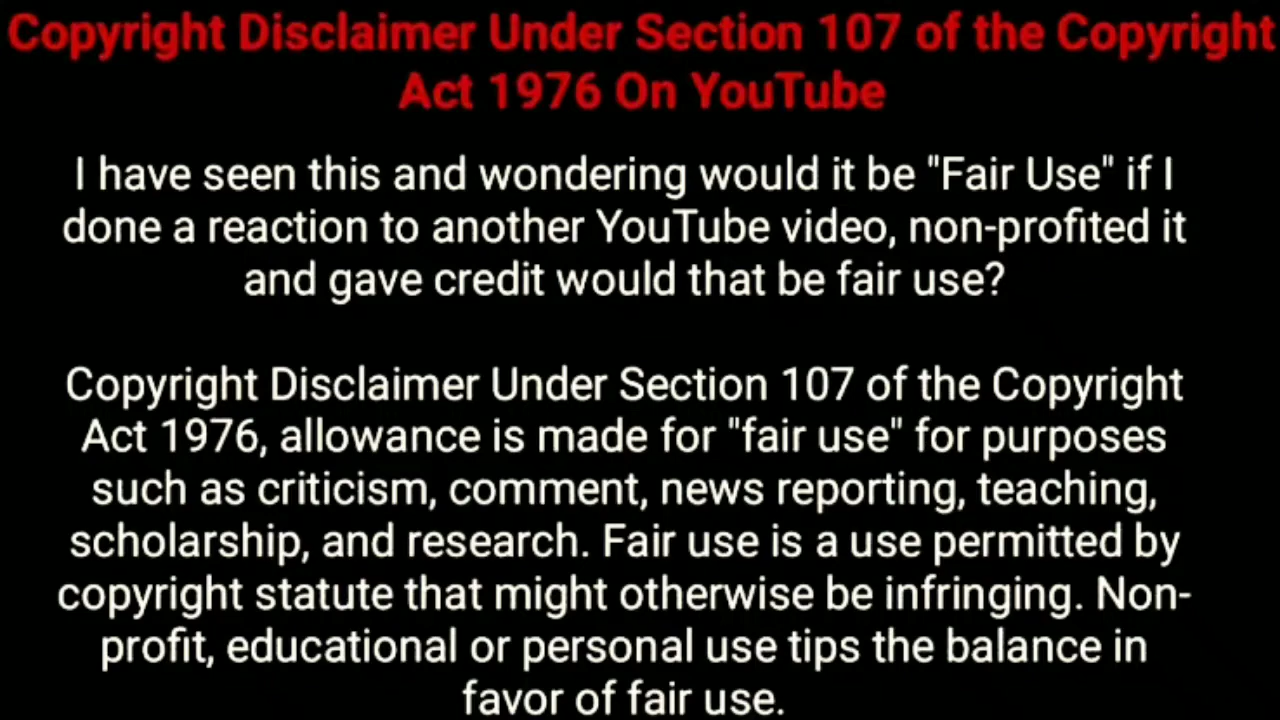 Copyright Disclaimer Under Section 107 of the Copyright
Act 1976 On YouTube
I have seen this and wondering would it be "Fair Use" if I
done a reaction to another YouTube video, non-profited it
and gave credit would that be fair use?
Copyright Disclaimer Under Section 107 of the Copyright
Act 1976, allowance is made for "fair use" for purposes
such as criticism, comment, news reporting, teaching,
scholarship, and research. Fair use is a use permitted by
copyright statute that might otherwise be infringing. Non-
profit, educational or personal use tips the balance in
favor of fair use.